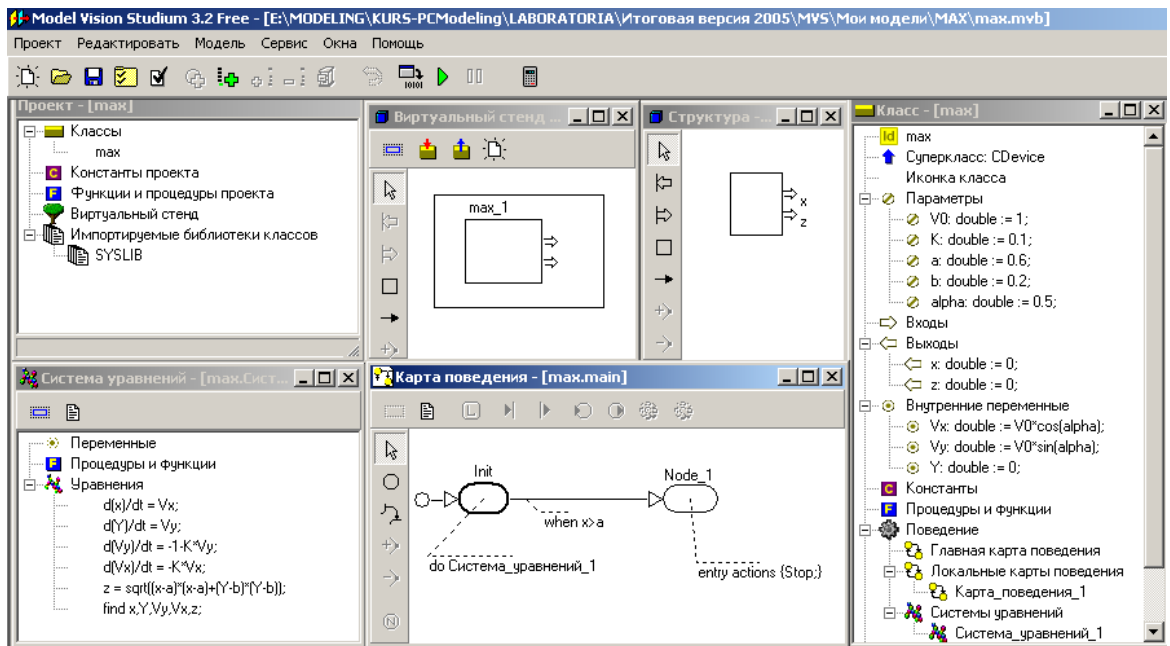 Model Vision Studium 3.2 Free - [E:\MODELING\KURS-PCModeling\LABORATORIA\Итоговая версия 2005\MVS\Мои модели\MAX\max.mvb]
Проект Редактировать Модель Сервис Окна Помощь
Проект - [max]
Классы
max
Константы проекта
Функции и процедуры проекта
Виртуальный стенд
Импортируемые библиотеки классов
SYSLIB
Виртуальный стенд ...
max_1
Структура -...
x
z
Класс - [max]
Id max
Суперкласс: CDevice
Иконка класса
Параметры
V0: double := 1;
K: double := 0.1;
a: double := 0.6;
b: double := 0.2;
alpha: double := 0.5;
Входы
Выходы
x: double := 0;
z: double := 0;
Внутренние переменные
Vx: double := V0*cos(alpha);
Vy: double := V0*sin(alpha);
Y: double := 0;
Константы
Процедуры и функции
Поведение
Главная карта поведения
Локальные карты поведения
Карта_поведения_1
Системы уравнений
Система_уравнений_1
Система уравнений - [max.Сист...
Переменные
Процедуры и функции
Уравнения
d(x)/dt = Vx;
d(Y)/dt = Vy;
d(Vy)/dt = -1-K*Vy;
d(Vx)/dt = -K*Vx;
z = sqrt((x-a)*(x-a)+(Y-b)*(Y-b));
find x,Y,Vy,Vx,z;
Карта поведения - [max.main]
Init
Node_1
when x>a
do Система_уравнений_1
entry actions {Stop;}